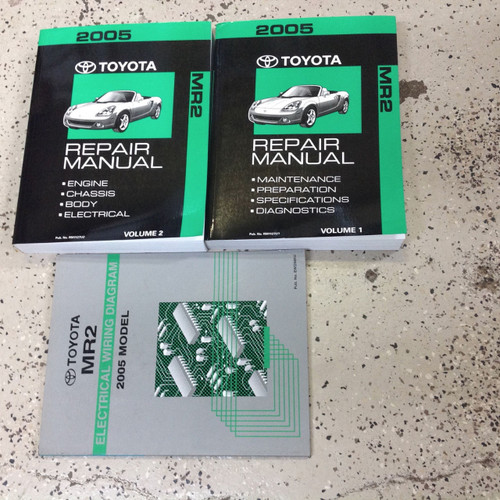 2005
TOYOTA
MR2
REPAIR
MANUAL
ENGINE
CHASSIS
BODY
ELECTRICAL
VOLUME 2
2005
TOYOTA
MR2
REPAIR
MANUAL
MAINTENANCE
PREPARATION
SPECIFICATIONS
DIAGNOSTICS
VOLUME 1
TOYOTA
MR2
2005 MODEL
ELECTRICAL WIRING DIAGRAM